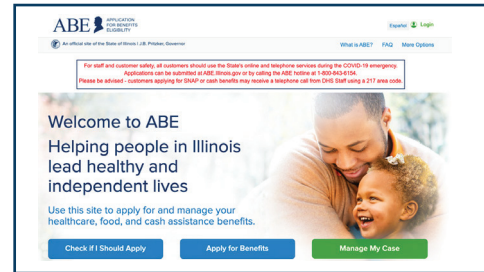 ABE APPLICATION FOR BENEFITS ELIGIBILITY
Español Login
An official site of the State of Illinois | J.B. Pritzker, Governor
What is ABE? FAQ More Options
For staff and customer safety, all customers should use the State's online and telephone services during the COVID-19 emergency.
Applications can be submitted at ABE.Illinois.gov or by calling the ABE hotline at 1-800-843-6154.
Please be advised - customers applying for SNAP or cash benefits may receive a telephone call from DHS Staff using a 217 area code.
Welcome to ABE
Helping people in Illinois
lead healthy and
independent lives
Use this site to apply for and manage your
healthcare, food, and cash assistance benefits.
Check if I Should Apply Apply for Benefits Manage My Case